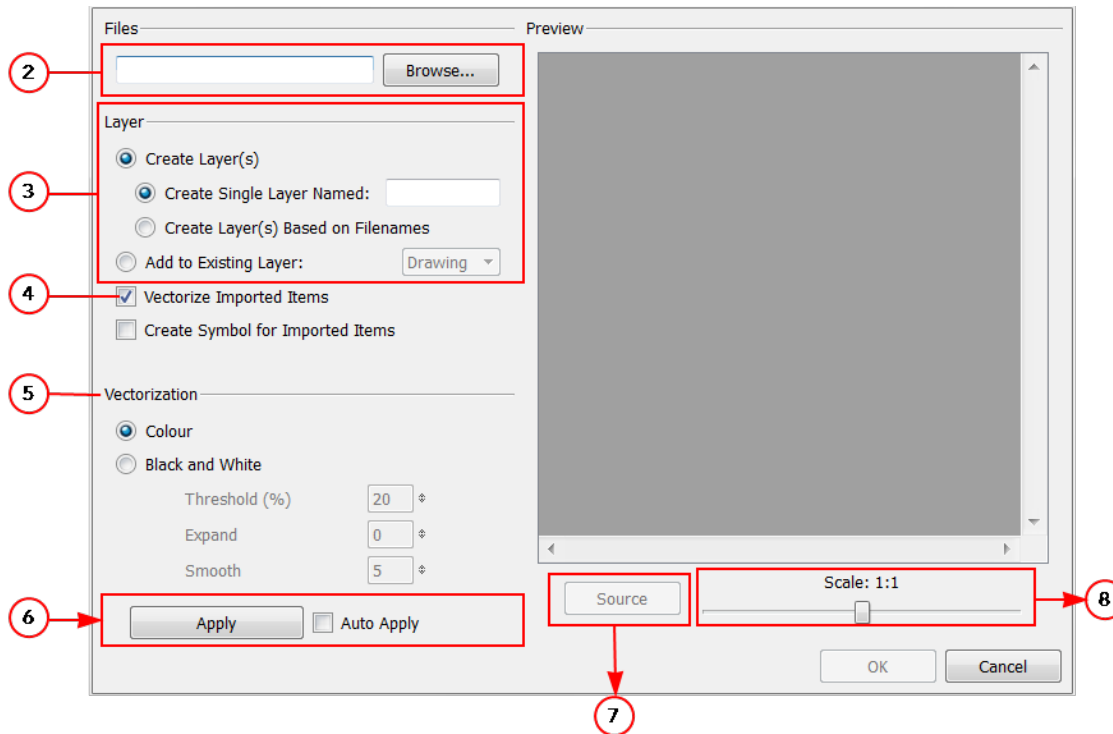 Files
Preview
2
Browse...
Layer
Create Layer(s)
3
Create Single Layer Named:
Create Layer(s) Based on Filenames
Add to Existing Layer: Drawing
4
Vectorize Imported Items
Create Symbol for Imported Items
5
Vectorization
Colour
Black and White
Threshold (%) 20
Expand 0
Smooth 5
6
Apply Auto Apply
Source
Scale: 1:1
8
OK Cancel
7